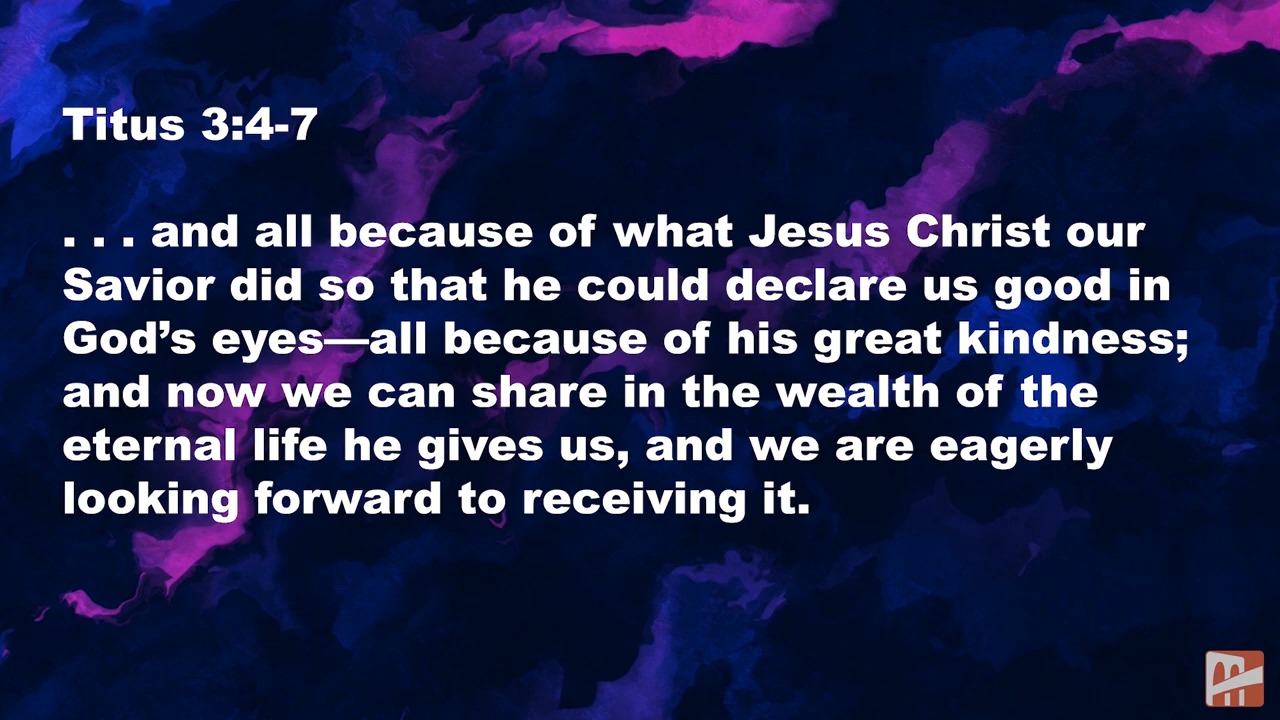 Titus 3:4-7
. . . and all because of what Jesus Christ our
Savior did so that he could declare us good in
God’s eyes—all because of his great kindness;
and now we can share in the wealth of the
eternal life he gives us, and we are eagerly
looking forward to receiving it.